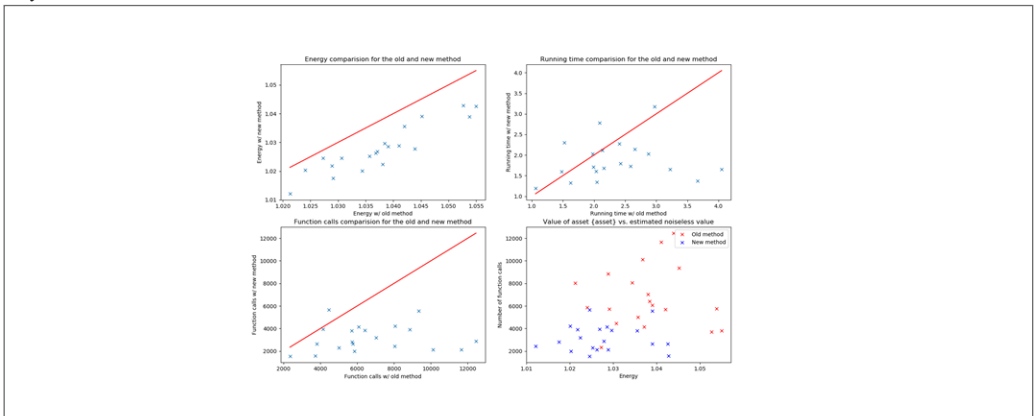 Energy comparision for the old and new method
1.05
1.04
1.03
1.02
1.01
Energy w/ new method
1.020 1.025 1.030 1.035 1.040 1.045 1.050 1.055
Energy w/ old method
Running time comparision for the old and new method
4.0
3.5
3.0
2.5
2.0
1.5
1.0
Running time w/ new method
1.0 1.5 2.0 2.5 3.0 3.5 4.0
Running time w/ old method
Function calls comparision for the old and new method
12000
10000
8000
6000
4000
2000
Function calls w/ new method
2000 4000 6000 8000 10000 12000
Function calls w/ old method
Value of asset {asset} vs. estimated noiseless value
Old method
New method
12000
10000
8000
6000
4000
2000
Number of function calls
1.01 1.02 1.03 1.04 1.05
Energy